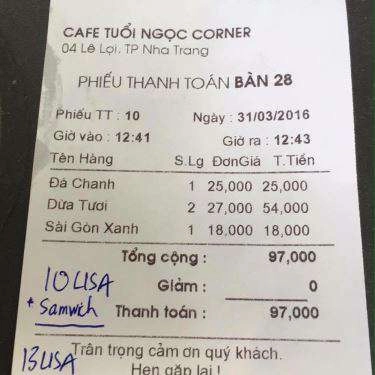 CAFE TUỔI NGỌC CORNER
04 Lê Lợi. TP Nha Trang
PHIẾU THANH TOÁN BÀN 28
Phiếu TT : 10 Ngày : 31/03/2016
Giờ vào : 12:41 Giờ ra : 12:43
Tên Hàng S.Lg ĐơnGiá T.Tiền
Đá Chanh 1 25,000 25,000
Dừa Tươi 2 27,000 54,000
Sài Gòn Xanh 1 18,000 18,000
Tổng cộng : 97,000
10 USA Giảm : 0
+ Samwich Thanh toán : 97,000
13 USA Trân trọng cảm ơn quý khách.
Hẹn gặp lại !